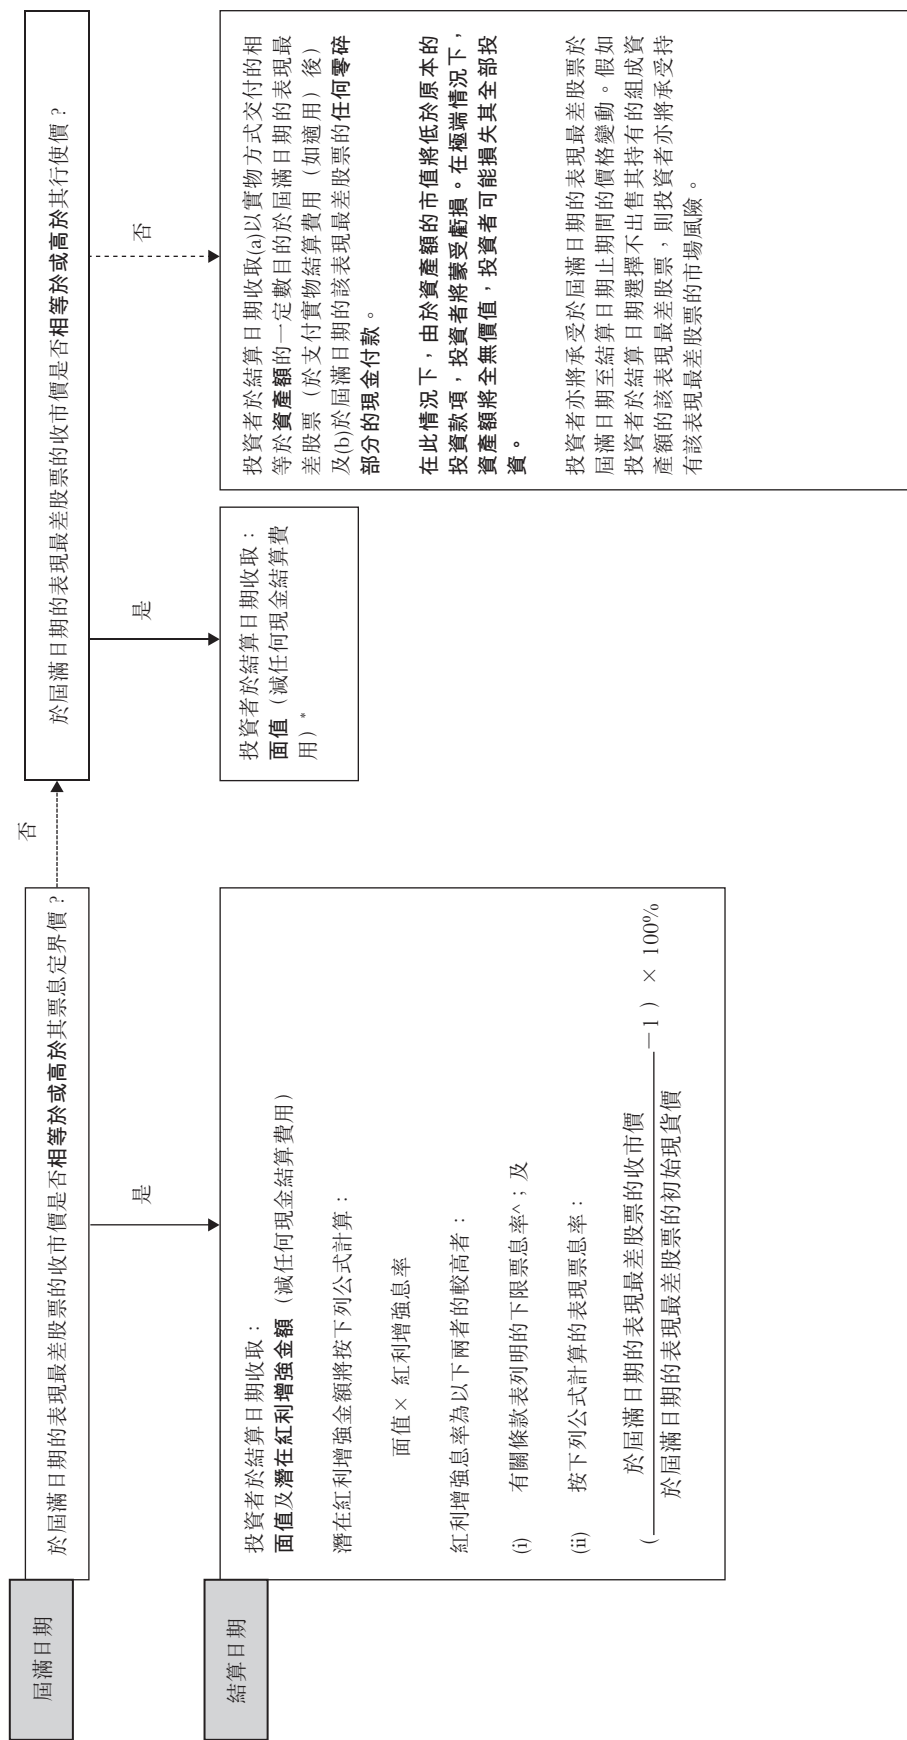 屆滿日期
於屆滿日期的表現最差股票的收市價是否相等於或高於其票息定界價？
否
於屆滿日期的表現最差股票的收市價是否相等於或高於其行使價？
是
是
否
結算日期
投資者於結算日期收取：
面值及潛在紅利增強金額（減任何現金結算費用）
潛在紅利增強金額將按下列公式計算：
面值× 紅利增強息率
紅利增強息率為以下兩者的較高者：
(i) 有關條款表列明的下限票息率^；及
(ii) 按下列公式計算的表現票息率：
於屆滿日期的表現最差股票的收市價
( －1 ) × 100%
於屆滿日期的表現最差股票的初始現貨價
投資者於結算日期收取：
面值（減任何現金結算費
用）*
投資者於結算日期收取(a)以實物方式交付的相
等於資產額的一定數目的於屆滿日期的表現最
差股票（於支付實物結算費用（如適用）後）
及(b)於屆滿日期的該表現最差股票的任何零碎
部分的現金付款。
在此情況下，由於資產額的市值將低於原本的
投資款項，投資者將蒙受虧損。在極端情況下，
資產額將全無價值，投資者可能損失其全部投
資。
投資者亦將承受於屆滿日期的表現最差股票於
屆滿日期至結算日期止期間的價格變動。假如
投資者於結算日期選擇不出售其持有的組成資
產額的該表現最差股票，則投資者亦將承受持
有該表現最差股票的市場風險。